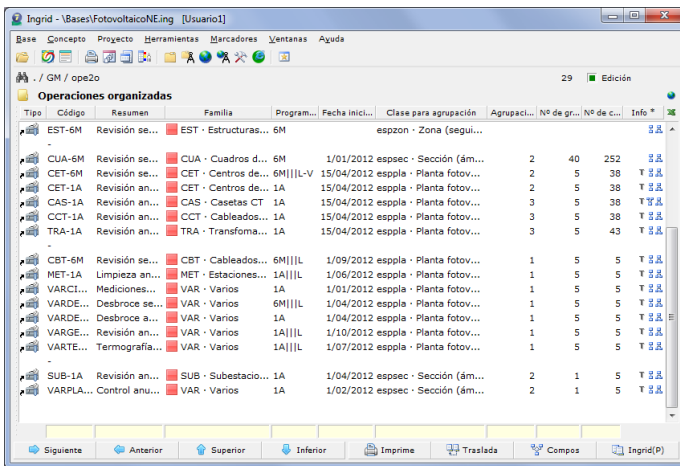 Ingrid - \Bases\FotovoltaicoNE.ing [Usuario1]
Base Concepto Proyecto Herramientas Marcadores Ventanas Ayuda
. / GM / ope2o 29 Edición
Operaciones organizadas
Tipo Código Resumen Familia Program... Fecha inici... Clase para agrupación Agrupaci... Nº de gr... Nº de c... Info *
EST-6M Revisión se... EST · Estructuras... 6M espzon · Zona (segui...
-
CUA-6M Revisión se... CUA · Cuadros d... 6M 1/01/2012 espsec · Sección (ám... 2 40 252
CET-6M Revisión se... CET · Centros de... 6M|||L-V 15/04/2012 esppla · Planta fotov... 2 5 38 T
CET-1A Revisión an... CET · Centros de... 1A 15/04/2012 esppla · Planta fotov... 2 5 38 T
CAS-1A Revisión an... CAS · Casetas CT 1A 15/04/2012 esppla · Planta fotov... 3 5 38 T
CCT-1A Revisión an... CCT · Cableados... 1A 15/04/2012 esppla · Planta fotov... 3 5 38 T
TRA-1A Revisión an... TRA · Transfoma... 1A 15/04/2012 esppla · Planta fotov... 3 5 43 T
-
CBT-6M Revisión se... CBT · Cableados... 6M|||L 1/09/2012 esppla · Planta fotov... 1 5 5 T
MET-1A Limpieza an... MET · Estaciones... 1A|||L 1/06/2012 esppla · Planta fotov... 1 5 5 T
VARCI... Mediciones... VAR · Varios 1A 1/01/2012 esppla · Planta fotov... 1 5 5 T
VARDE... Desbroce se... VAR · Varios 6M|||L 1/04/2012 esppla · Planta fotov... 1 5 5 T
VARDE... Desbroce a... VAR · Varios 1A 1/04/2012 esppla · Planta fotov... 1 5 5 T
VARGE... Revisión an... VAR · Varios 1A|||L 1/10/2012 esppla · Planta fotov... 1 5 5 T
VARTE... Termografía... VAR · Varios 1A|||L 1/07/2012 esppla · Planta fotov... 1 5 5 T
-
SUB-1A Revisión an... SUB · Subestacio... 1A 1/04/2012 espsec · Sección (ám... 2 1 5 T
VARPLA... Control anu... VAR · Varios 1A 1/02/2012 espsec · Sección (ám... 2 1 5 T
Siguiente Anterior Superior Inferior Imprime Traslada Compos Ingrid(P)